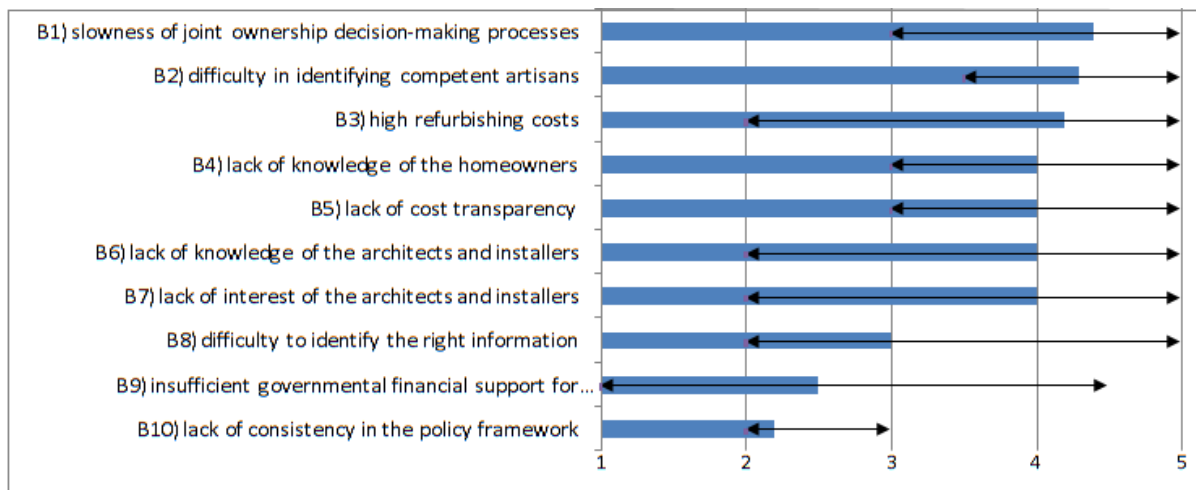 B1) slowness of joint ownership decision-making processes
B2) difficulty in identifying competent artisans
B3) high refurbishing costs
B4) lack of knowledge of the homeowners
B5) lack of cost transparency
B6) lack of knowledge of the architects and installers
B7) lack of interest of the architects and installers
B8) difficulty to identify the right information
B9) insufficient governmental financial support for...
B10) lack of consistency in the policy framework
1 2 3 4 5